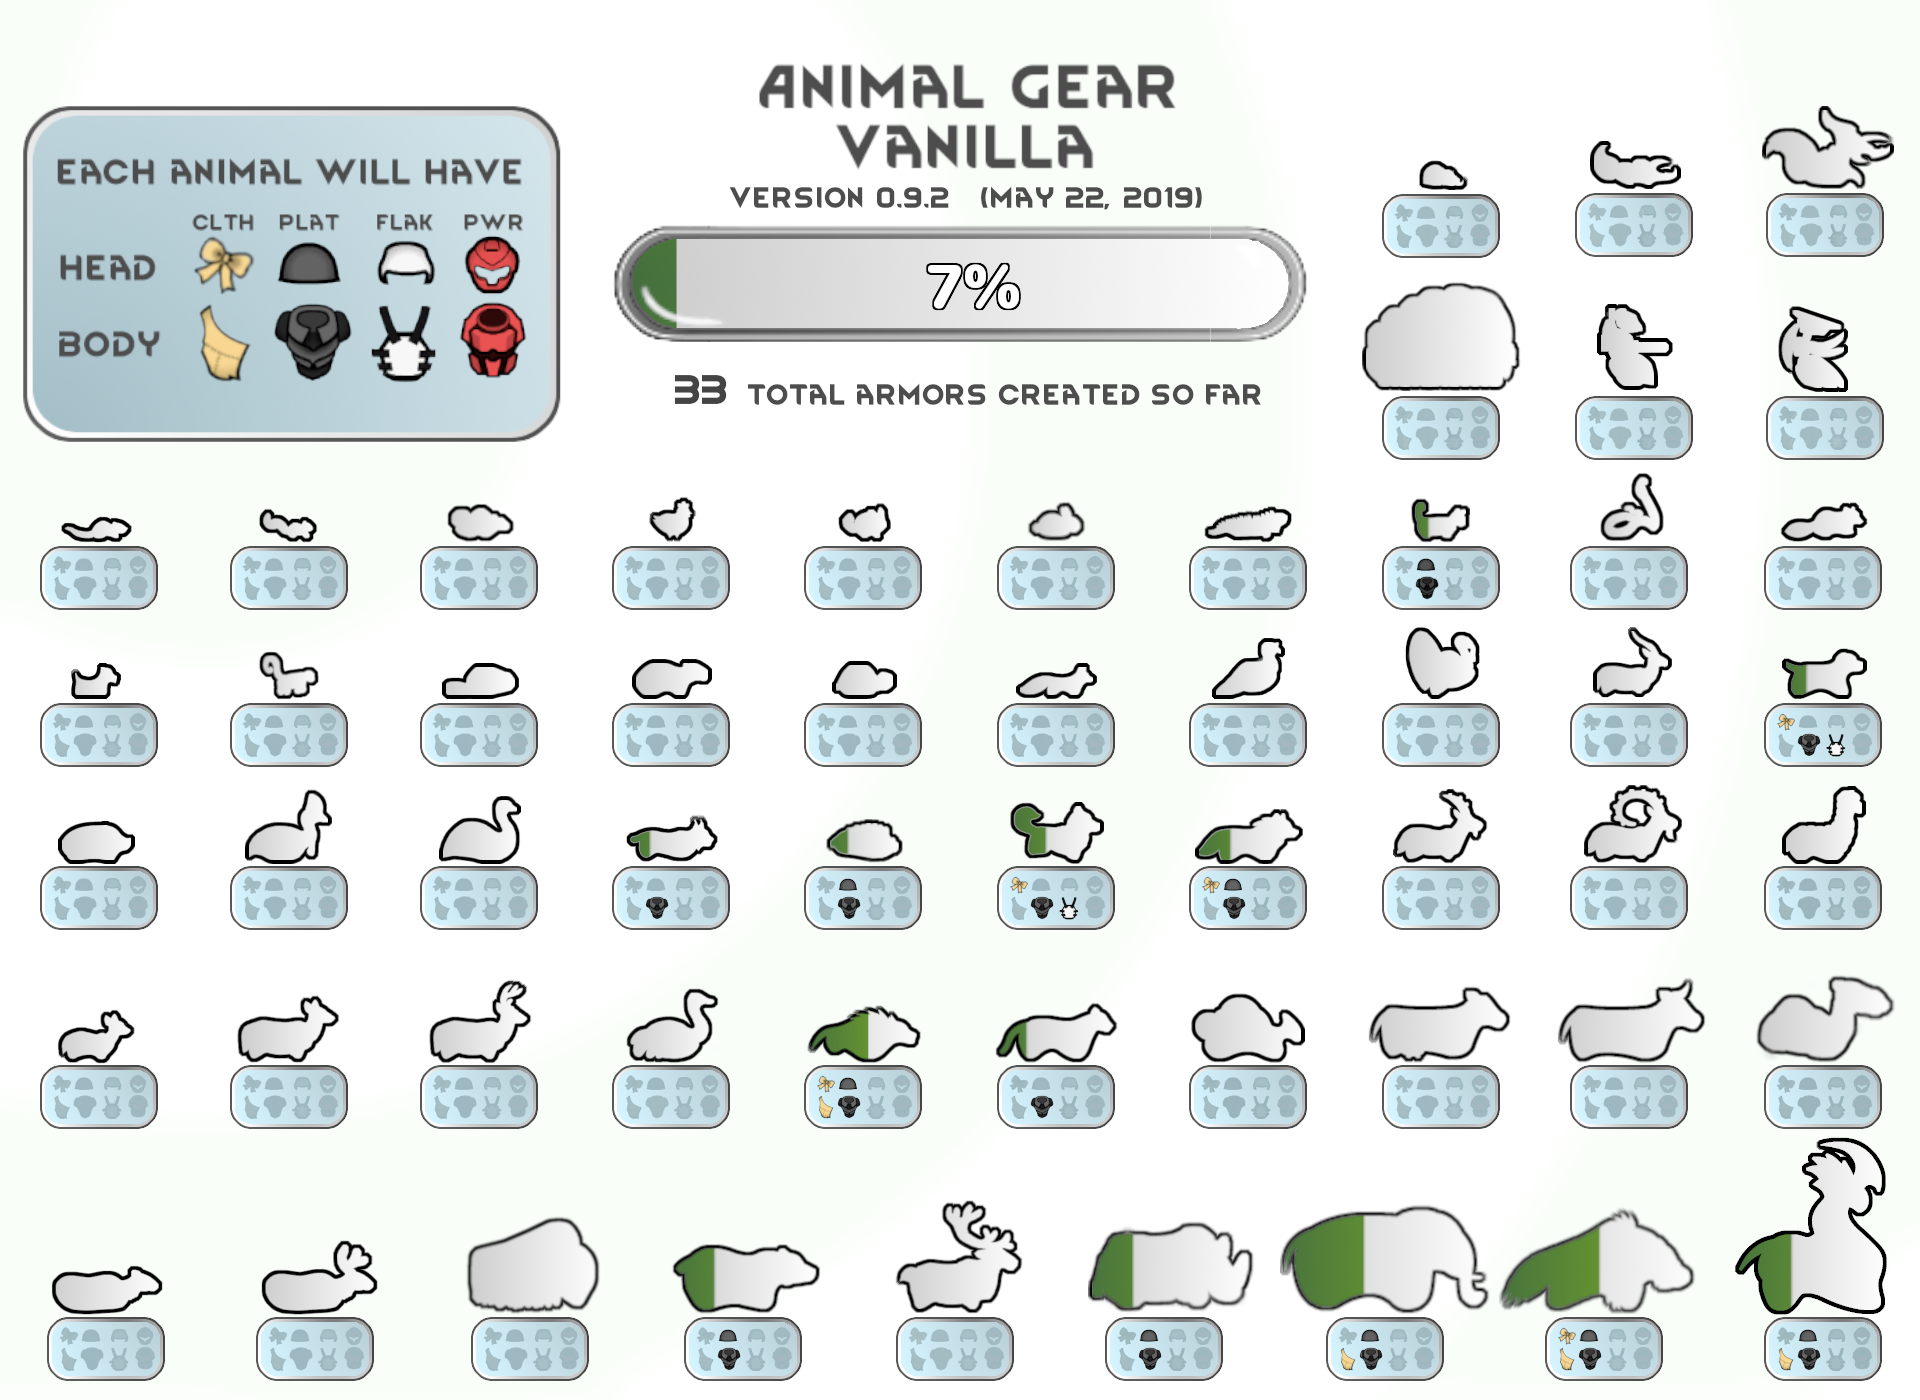 ANIMAL GEAR
VANILLA
VERSION 0.9.2 (MAY 22, 2019)
7%
33 TOTAL ARMORS CREATED SO FAR
EACH ANIMAL WILL HAVE
CLTH PLAT FLAK PWR
HEAD
BODY